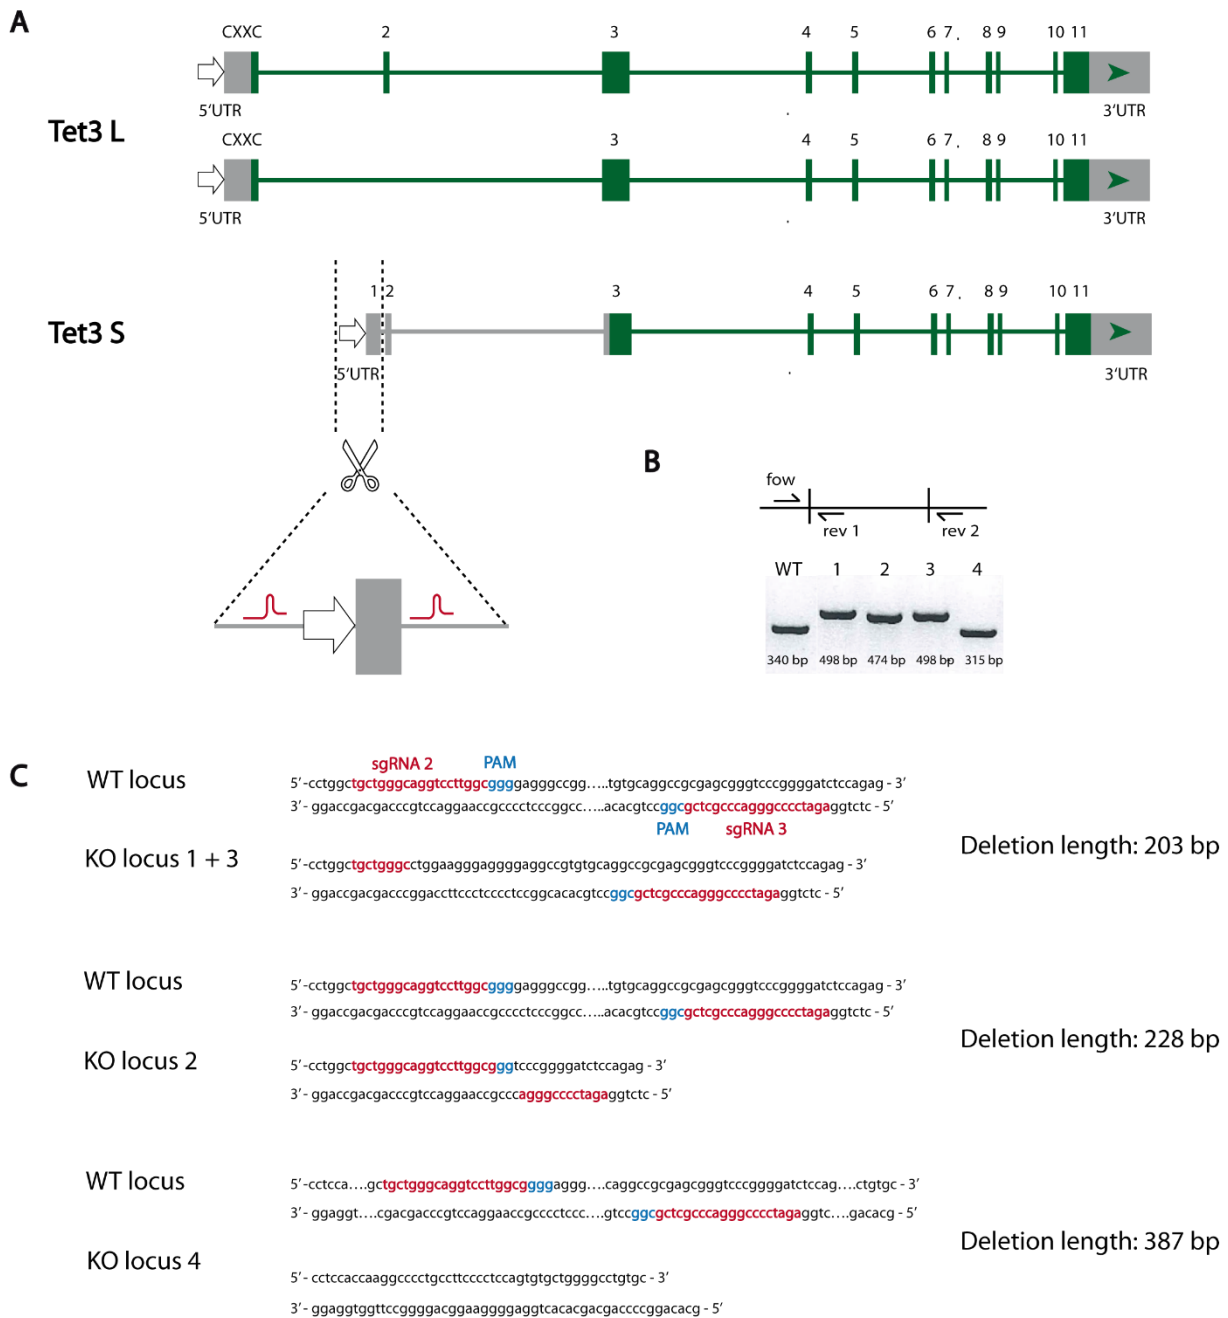 A
CXXC 2 3 4 5 6 7 8 9 10 11
5'UTR 3'UTR
Tet3 L
CXXC 3 4 5 6 7 8 9 10 11
5'UTR 3'UTR
1 2 3 4 5 6 7 8 9 10 11
Tet3 S
5'UTR 3'UTR
B
fow
rev 1 rev 2
WT 1 2 3 4
340 bp 498 bp 474 bp 498 bp 315 bp
C
sgRNA 2 PAM
WT locus
5'-cctggctgctgggcaggtccttggcggggagggccgg.....tgtgcaggccgcgagcgggtcccggggatctccagag - 3'
3'- ggaccgacgacccgtccaggaaccgcccctcccggcc.....acacgtccggcgctcgcccagggcccctagaggtctc - 5'
PAM sgRNA 3
Deletion length: 203 bp
KO locus 1 + 3
5'-cctggctgctgggcctggaagggaggggaggccgtgtgcaggccgcgagcgggtcccggggatctccagag - 3'
3'- ggaccgacgacccggaccttccctcccctccggcacacgtccggcgctcgcccagggcccctagaggtctc - 5'
WT locus
5'-cctggctgctgggcaggtccttggcggggagggccgg.....tgtgcaggccgcgagcgggtcccggggatctccagag - 3'
3'- ggaccgacgacccgtccaggaaccgcccctcccggcc.....acacgtccggcgctcgcccagggcccctagaggtctc - 5'
Deletion length: 228 bp
KO locus 2
5'-cctggctgctgggcaggtccttggcgggtcccggggatctccagag - 3'
3'- ggaccgacgacccgtccaggaaccgcccagggcccctagaggtctc - 5'
WT locus
5'-cctcca....gctgctgggcaggtccttggcggggaggg....caggccgcgagcgggtcccggggatctccag....ctgtgc - 3'
3'- ggaggt....cgacgacccgtccaggaaccgcccctccc....gtccggcgctcgcccagggcccctagaggtc....gacacg - 5'
Deletion length: 387 bp
KO locus 4
5'- cctccaccaaggcccctgccttcccctccagtgtgctggggcctgtgc - 3'
3'- ggaggtggttccggggacggaaggggaggtcacacgacgaccccggacacg - 5'